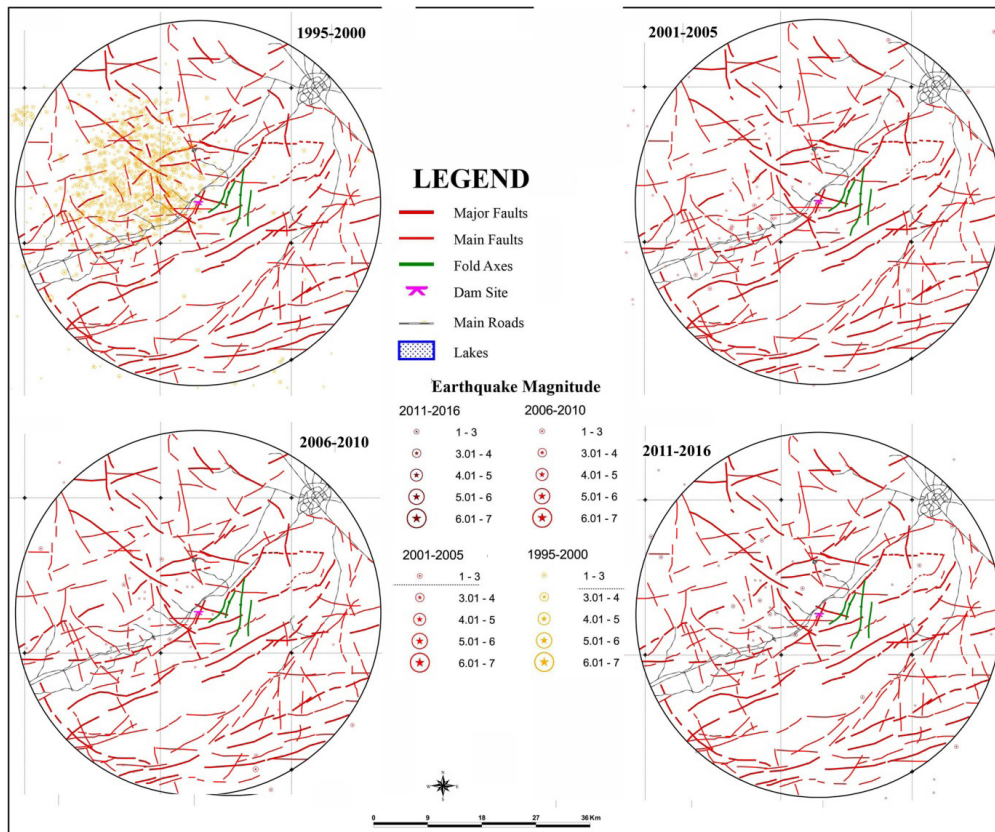 1995-2000
2001-2005
LEGEND
Major Faults
Main Faults
Fold Axes
Dam Site
Main Roads
Lakes
Earthquake Magnitude
2011-2016 2006-2010
1 - 3 1 - 3
3.01 - 4 3.01 - 4
4.01 - 5 4.01 - 5
5.01 - 6 5.01 - 6
6.01 - 7 6.01 - 7
2001-2005 1995-2000
1 - 3 1 - 3
3.01 - 4 3.01 - 4
4.01 - 5 4.01 - 5
5.01 - 6 5.01 - 6
6.01 - 7 6.01 - 7
2006-2010
2011-2016
N
W E
S
0 9 18 27 36 Km